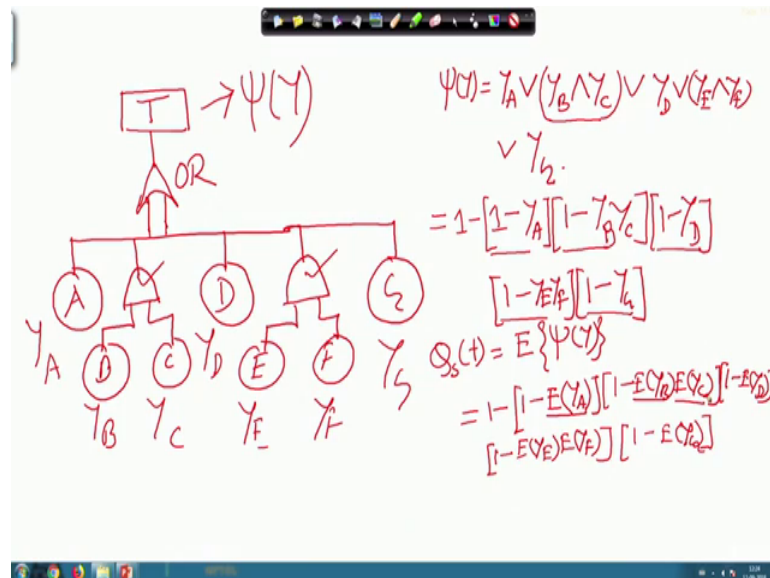 T → Ψ(Y)
OR
A D G
Y_A B C Y_D E F Y_G
Y_B Y_C Y_E Y_F
Ψ(Y) = Y_A ∨ (Y_B ∧ Y_C) ∨ Y_D ∨ (Y_E ∧ Y_F)
∨ Y_G.
= 1 - [1 - Y_A] [1 - Y_B Y_C] [1 - Y_D]
[1 - Y_E Y_F] [1 - Y_G]
Q_s(t) = E{Ψ(Y)}
= 1 - [1 - E(Y_A)] [1 - E(Y_B) E(Y_C)] [1 - E(Y_D)]
[1 - E(Y_E) E(Y_F)] [1 - E(Y_G)]